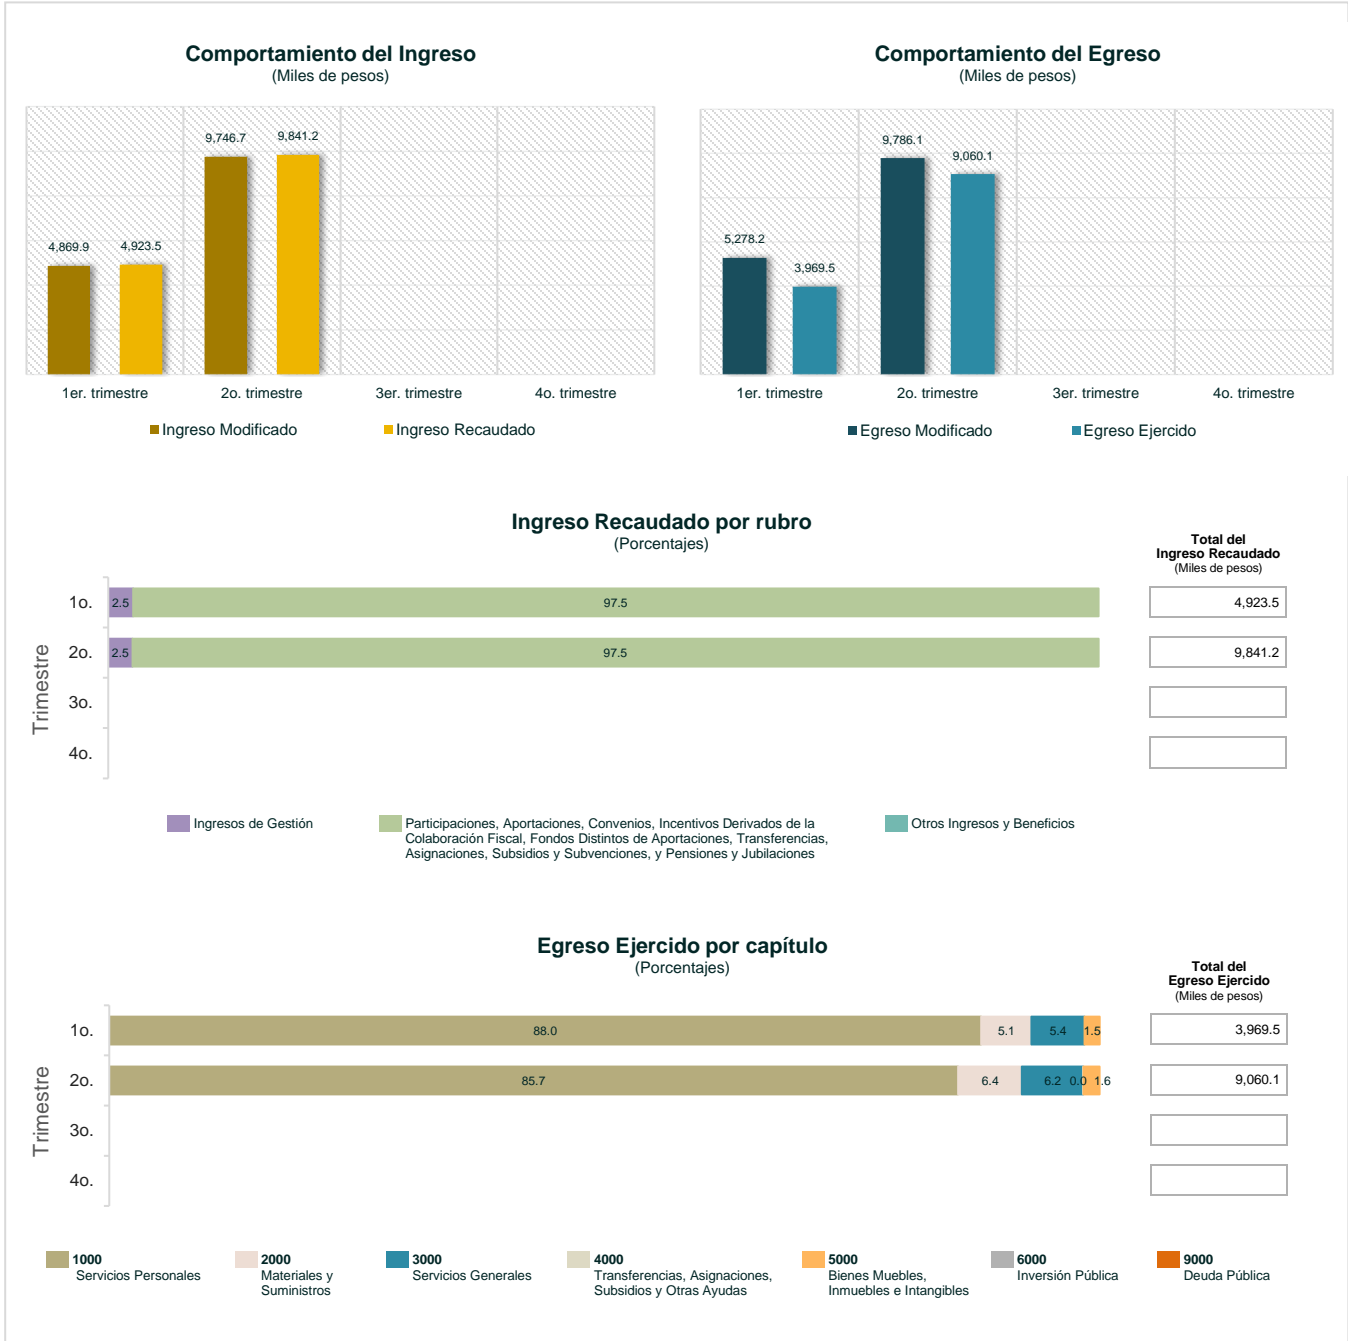 Comportamiento del Ingreso
(Miles de pesos)
4,869.9
4,923.5
9,746.7
9,841.2
1er. trimestre
2o. trimestre
3er. trimestre
4o. trimestre
Ingreso Modificado
Ingreso Recaudado
Comportamiento del Egreso
(Miles de pesos)
5,278.2
3,969.5
9,786.1
9,060.1
1er. trimestre
2o. trimestre
3er. trimestre
4o. trimestre
Egreso Modificado
Egreso Ejercido
Ingreso Recaudado por rubro
(Porcentajes)
Total del
Ingreso Recaudado
(Miles de pesos)
Trimestre
1o.
2.5
97.5
4,923.5
2o.
2.5
97.5
9,841.2
3o.
4o.
Ingresos de Gestión
Participaciones, Aportaciones, Convenios, Incentivos Derivados de la
Colaboración Fiscal, Fondos Distintos de Aportaciones, Transferencias,
Asignaciones, Subsidios y Subvenciones, y Pensiones y Jubilaciones
Otros Ingresos y Beneficios
Egreso Ejercido por capítulo
(Porcentajes)
Total del
Egreso Ejercido
(Miles de pesos)
Trimestre
1o.
88.0
5.1
5.4
1.5
3,969.5
2o.
85.7
6.4
6.2
0.0
1.6
9,060.1
3o.
4o.
1000
Servicios Personales
2000
Materiales y
Suministros
3000
Servicios Generales
4000
Transferencias, Asignaciones,
Subsidios y Otras Ayudas
5000
Bienes Muebles,
Inmuebles e Intangibles
6000
Inversión Pública
9000
Deuda Pública